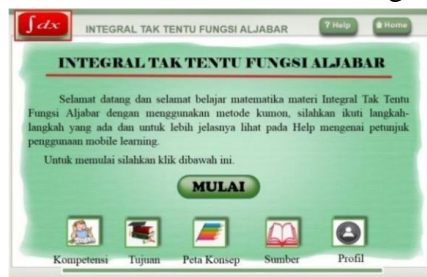 ∫dx
INTEGRAL TAK TENTU FUNGSI ALJABAR
? Help
Home
INTEGRAL TAK TENTU FUNGSI ALJABAR
Selamat datang dan selamat belajar matematika materi Integral Tak Tentu
Fungsi Aljabar dengan menggunakan metode kumon, silahkan ikuti langkah-
langkah yang ada dan untuk lebih jelasnya lihat pada Help mengenai petunjuk
penggunaan mobile learning.
Untuk memulai silahkan klik dibawah ini.
MULAI
Kompetensi
Tujuan
Peta Konsep
Sumber
Profil